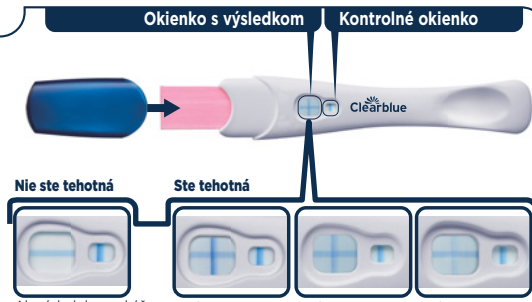 Okienko s výsledkom
Kontrolné okienko
Clearblue
Nie ste tehotná
Ste tehotná